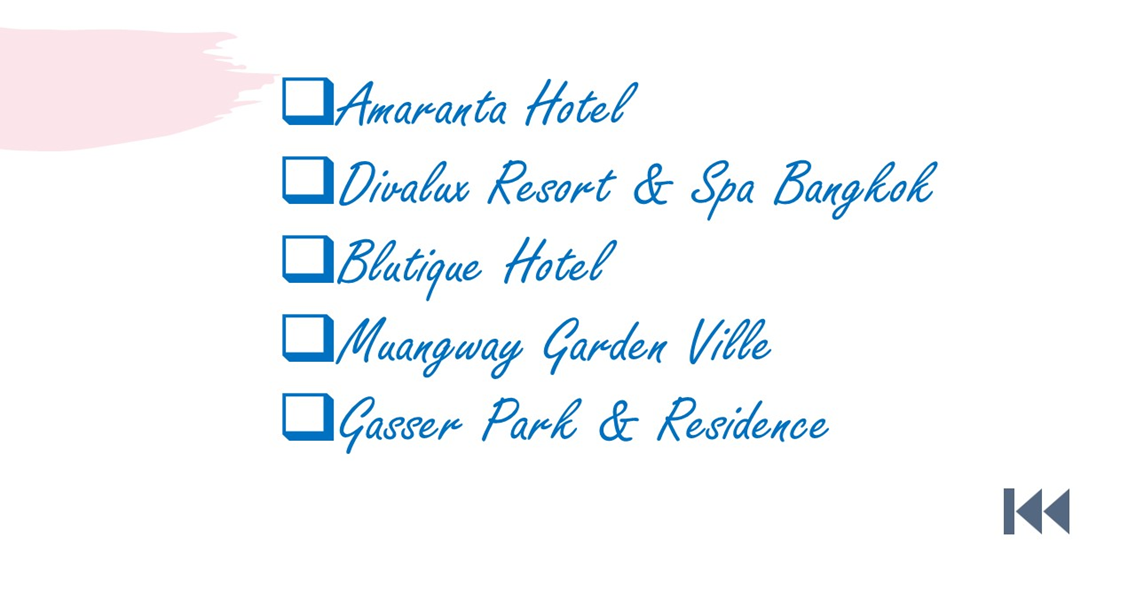 Amaranta Hotel
Divalux Resort & Spa Bangkok
Blutique Hotel
Muangway Garden Ville
Gasser Park & Residence